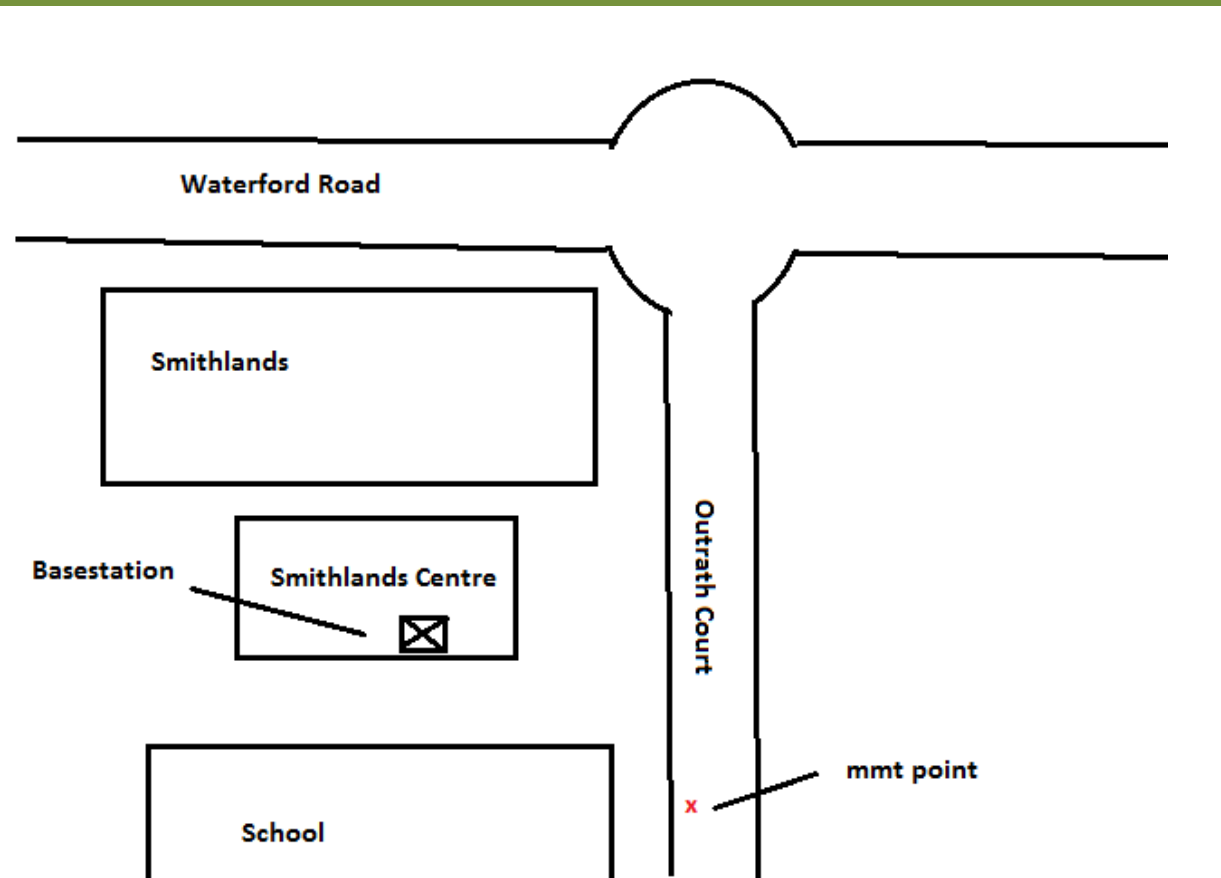 Waterford Road
Smithlands
Outrath Court
Basestation
Smithlands Centre
mmt point
x
School